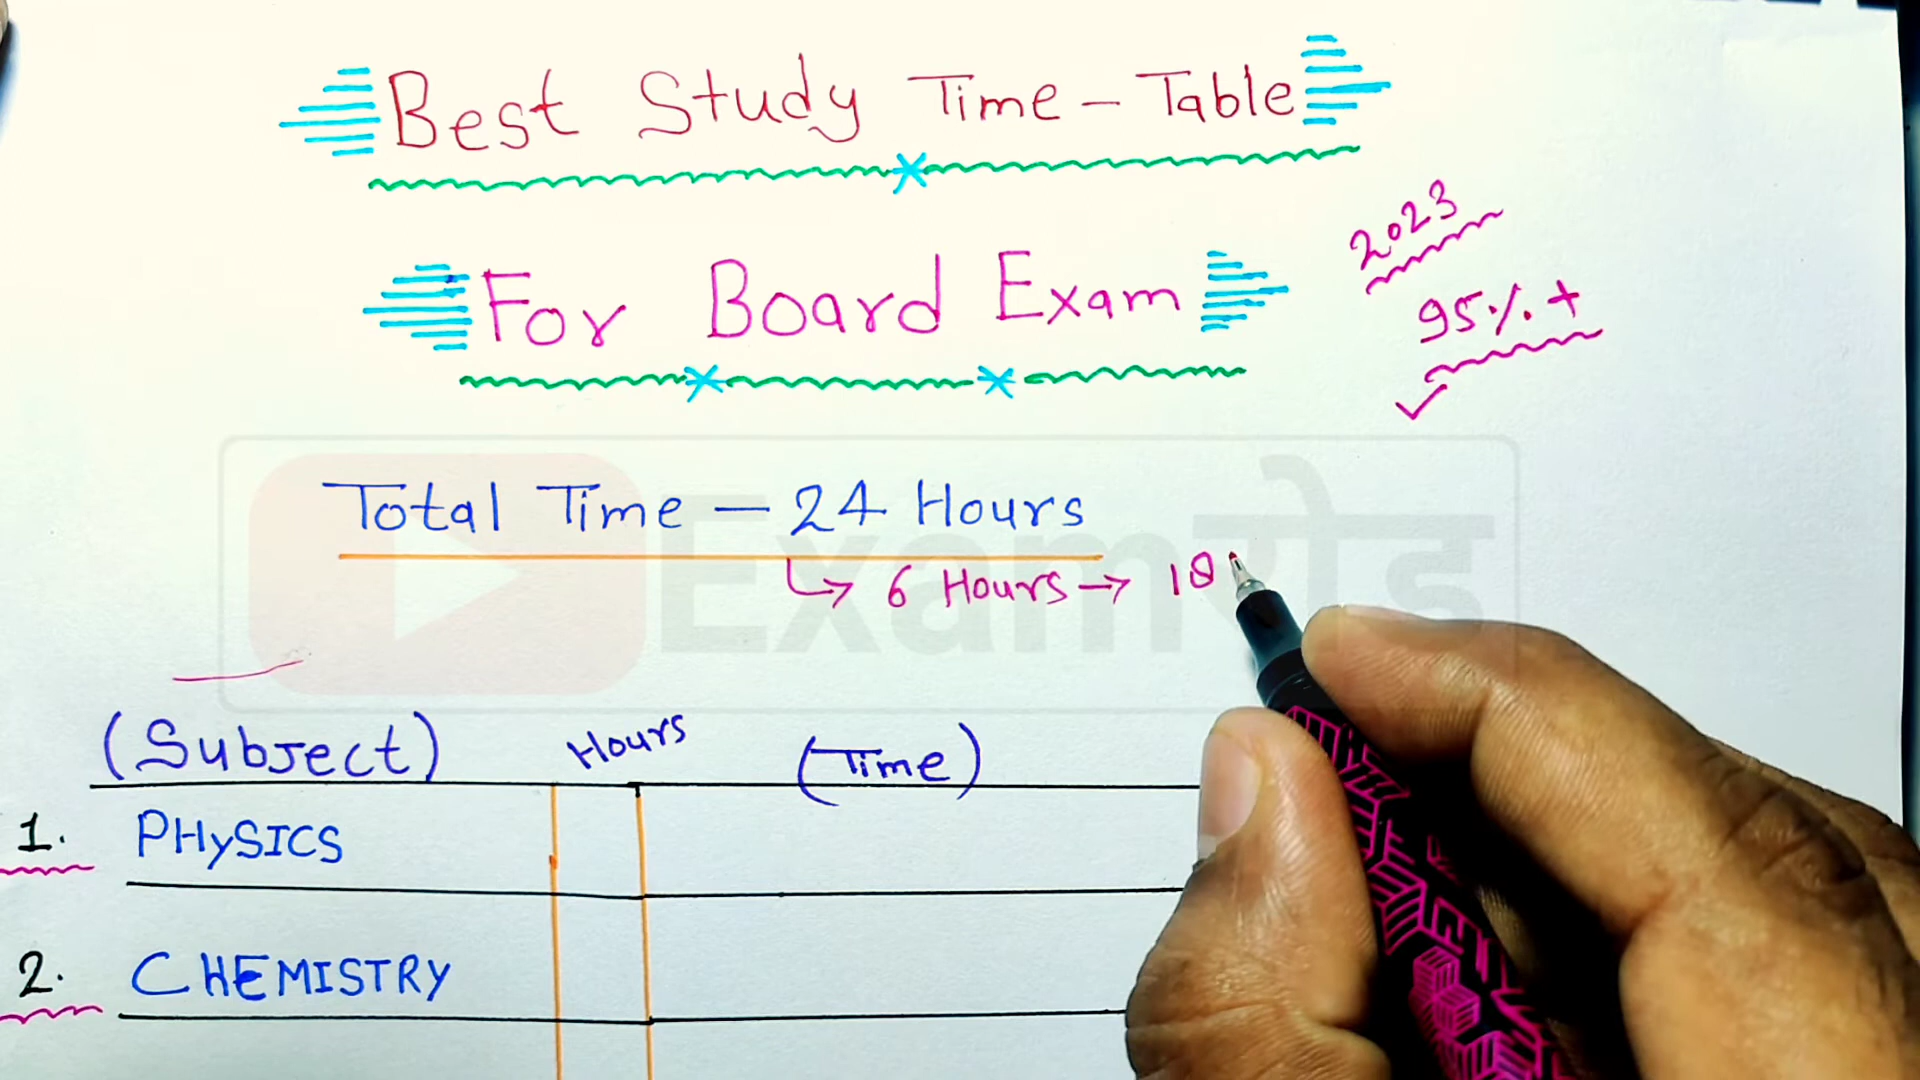 Best Study Time - Table
For Board Exam
2023
95% +
Total Time - 24 Hours
→ 6 Hours → 18
Examरोड
(Subject) Hours (Time)
1. PHYSICS
2. CHEMISTRY